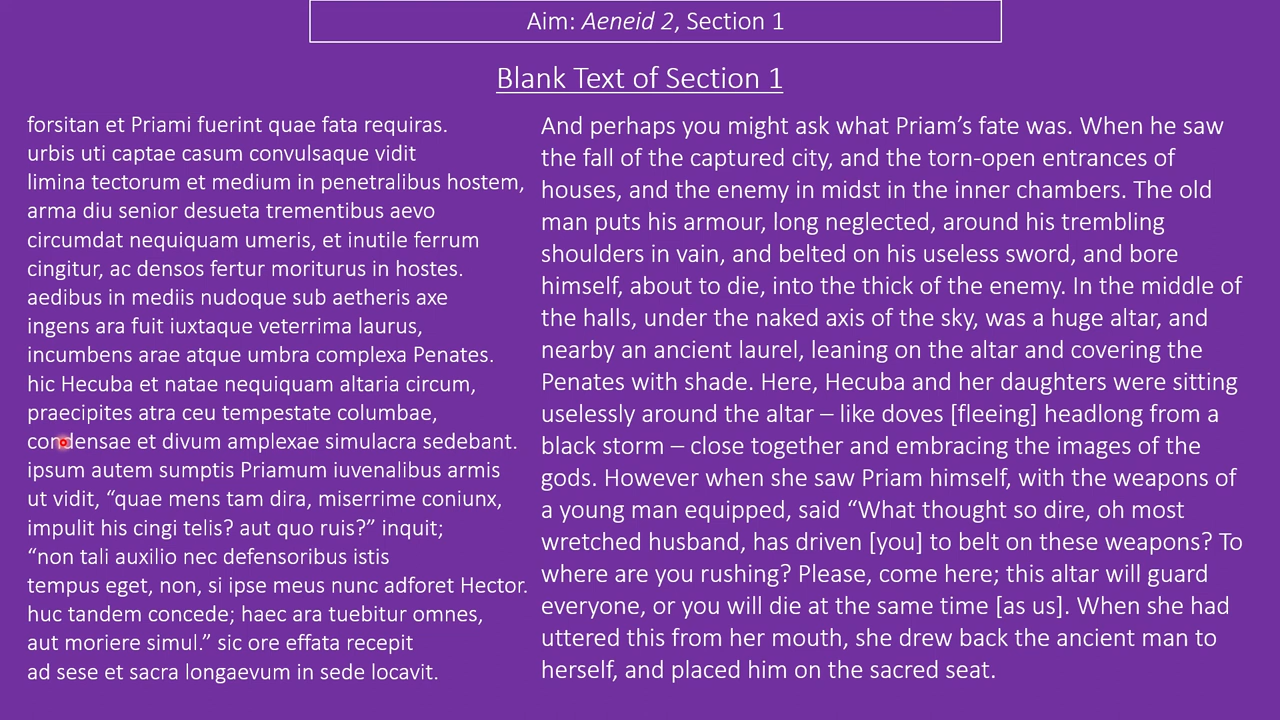 Aim: Aeneid 2, Section 1
Blank Text of Section 1
forsitan et Priami fuerint quae fata requiras.
urbis uti captae casum convulsaque vidit
limina tectorum et medium in penetralibus hostem,
arma diu senior desueta trementibus aevo
circumdat nequiquam umeris, et inutile ferrum
cingitur, ac densos fertur moriturus in hostes.
aedibus in mediis nudoque sub aetheris axe
ingens ara fuit iuxtaque veterrima laurus,
incumbens arae atque umbra complexa Penates.
hic Hecuba et natae nequiquam altaria circum,
praecipites atra ceu tempestate columbae,
condensae et divum amplexae simulacra sedebant.
ipsum autem sumptis Priamum iuvenalibus armis
ut vidit, “quae mens tam dira, miserrime coniunx,
impulit his cingi telis? aut quo ruis?” inquit;
“non tali auxilio nec defensoribus istis
tempus eget, non, si ipse meus nunc adforet Hector.
huc tandem concede; haec ara tuebitur omnes,
aut moriere simul.” sic ore effata recepit
ad sese et sacra longaevum in sede locavit.
And perhaps you might ask what Priam’s fate was. When he saw
the fall of the captured city, and the torn-open entrances of
houses, and the enemy in midst in the inner chambers. The old
man puts his armour, long neglected, around his trembling
shoulders in vain, and belted on his useless sword, and bore
himself, about to die, into the thick of the enemy. In the middle of
the halls, under the naked axis of the sky, was a huge altar, and
nearby an ancient laurel, leaning on the altar and covering the
Penates with shade. Here, Hecuba and her daughters were sitting
uselessly around the altar – like doves [fleeing] headlong from a
black storm – close together and embracing the images of the
gods. However when she saw Priam himself, with the weapons of
a young man equipped, said “What thought so dire, oh most
wretched husband, has driven [you] to belt on these weapons? To
where are you rushing? Please, come here; this altar will guard
everyone, or you will die at the same time [as us]. When she had
uttered this from her mouth, she drew back the ancient man to
herself, and placed him on the sacred seat.